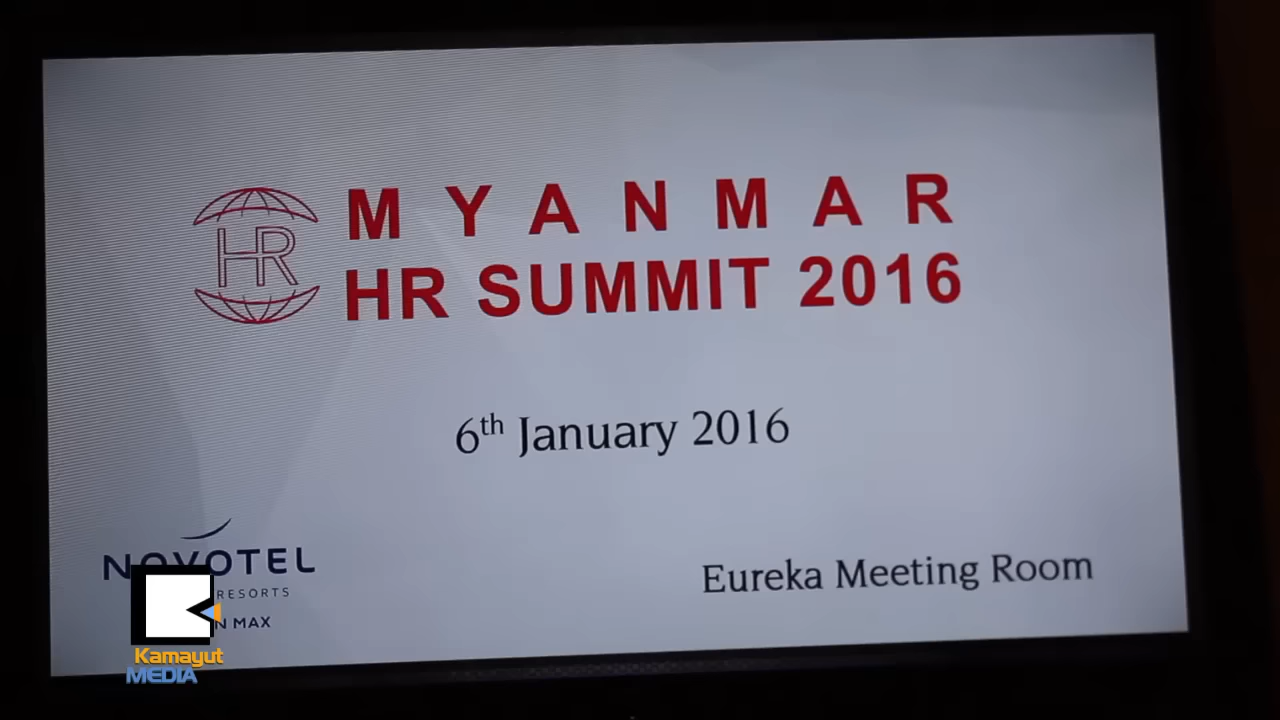 HR
MYANMAR
HR SUMMIT 2016
6th January 2016
NOVOTEL
RESORTS
MAX
Eureka Meeting Room
Kamayut
MEDIA